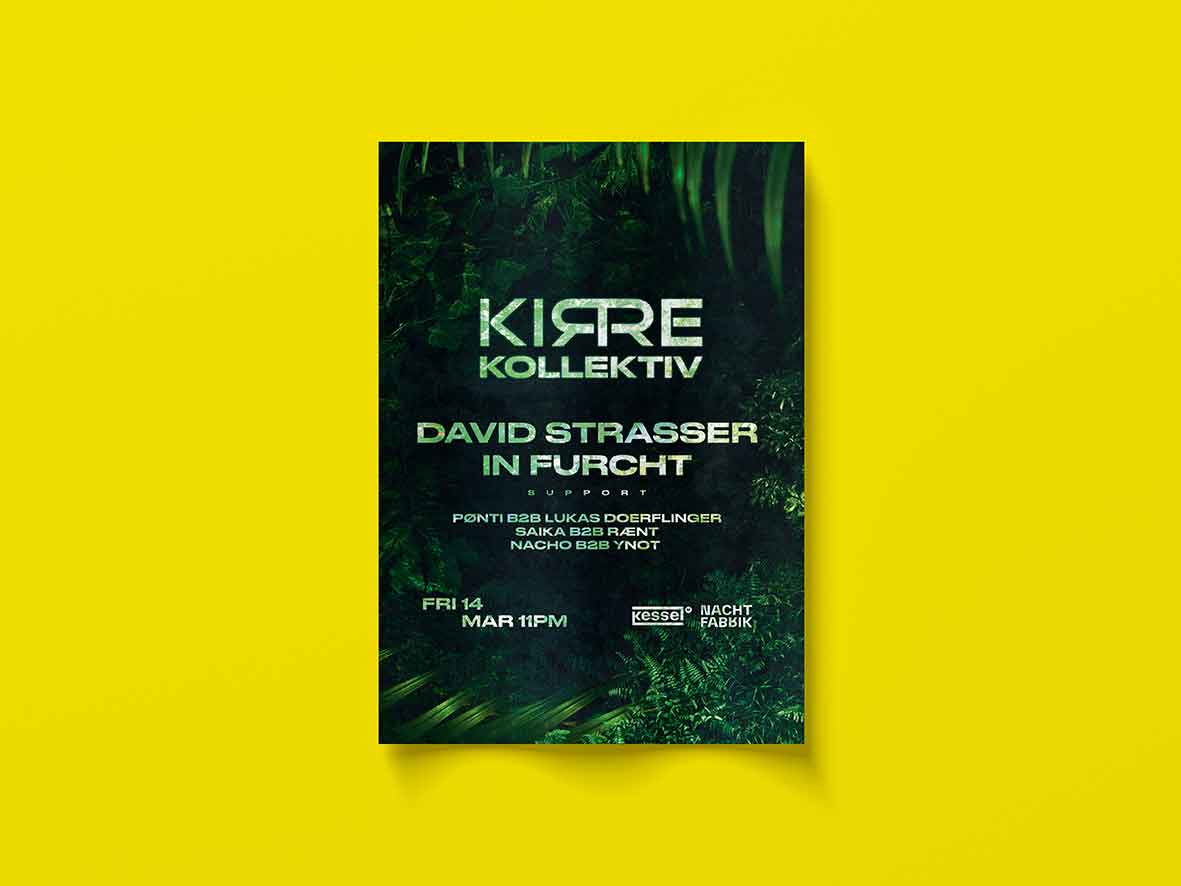 KIRRE
KOLLEKTIV
DAVID STRASSER
IN FURCHT
SUPPORT
PØNTI B2B LUKAS DOERFLINGER
SAIKA B2B RÆNT
NACHO B2B YNOT
FRI 14
MAR 11PM
kessel
NACHT
FABRIK